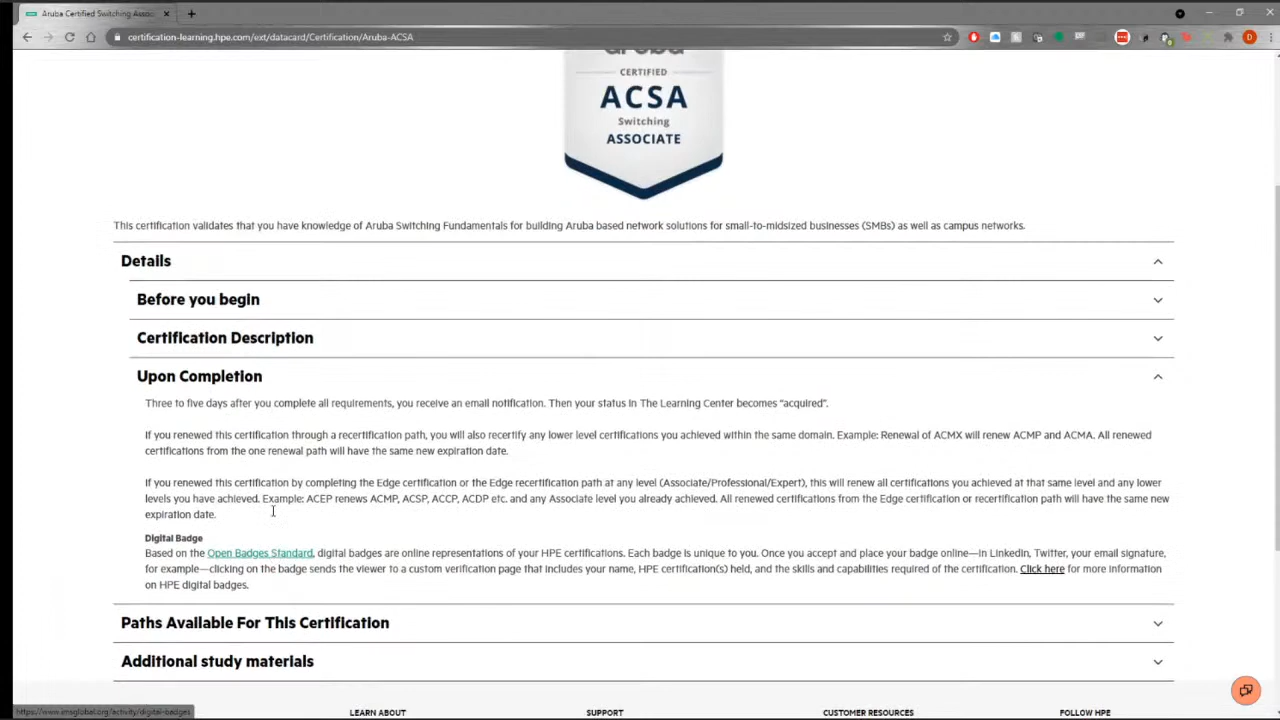 Aruba Certified Switching Assoc
certification-learning.hpe.com/ext/datacard/Certification/Aruba-ACSA
D
aruba
CERTIFIED
ACSA
Switching
ASSOCIATE
This certification validates that you have knowledge of Aruba Switching Fundamentals for building Aruba based network solutions for small-to-midsized businesses (SMBs) as well as campus networks.
Details
Before you begin
Certification Description
Upon Completion
Three to five days after you complete all requirements, you receive an email notification. Then your status in The Learning Center becomes “acquired”.
If you renewed this certification through a recertification path, you will also recertify any lower level certifications you achieved within the same domain. Example: Renewal of ACMX will renew ACMP and ACMA. All renewed
certifications from the one renewal path will have the same new expiration date.
If you renewed this certification by completing the Edge certification or the Edge recertification path at any level (Associate/Professional/Expert), this will renew all certifications you achieved at that same level and any lower
levels you have achieved. Example: ACEP renews ACMP, ACSP, ACCP, ACDP etc. and any Associate level you already achieved. All renewed certifications from the Edge certification or recertification path will have the same new
expiration date.
Digital Badge
Based on the Open Badges Standard, digital badges are online representations of your HPE certifications. Each badge is unique to you. Once you accept and place your badge online—in LinkedIn, Twitter, your email signature,
for example—clicking on the badge sends the viewer to a custom verification page that includes your name, HPE certification(s) held, and the skills and capabilities required of the certification. Click here for more information
on HPE digital badges.
Paths Available For This Certification
Additional study materials
https://www.imsglobal.org/activity/digital-badges
LEARN ABOUT
SUPPORT
CUSTOMER RESOURCES
FOLLOW HPE